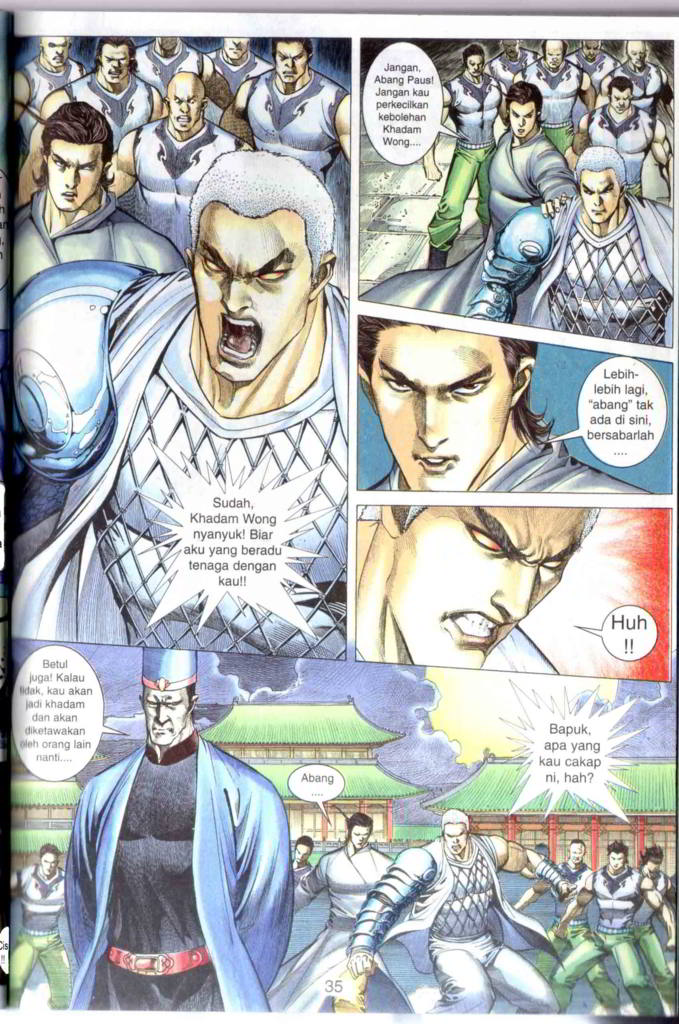 Sudah,
Khadam Wong
nyanyuk! Biar
aku yang beradu
tenaga dengan
kau!!
Jangan,
Abang Paus!
Jangan
perkecilkan
kebolehan
Khadam
Wong....
Lebih-
lebih lagi,
"abang" tak
ada di sini,
bersabarlah
....
Huh
!!
Betul
juga! Kalau
tidak, kau akan
jadi khadam
dan akan
diketawakan
oleh orang lain
nanti....
Abang
....
Bapuk,
apa yang
kau cakap
ni, hah?
Cis
!!
35